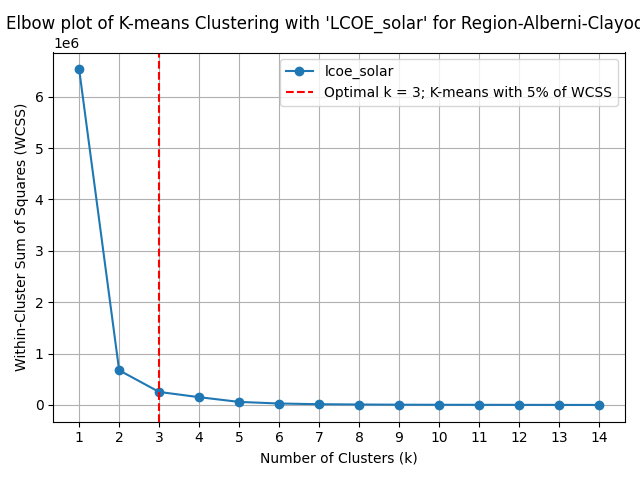 Elbow plot of K-means Clustering with 'LCOE_solar' for Region-Alberni-Clayoq
1e6
lcoe_solar
Optimal k = 3; K-means with 5% of WCSS
Within-Cluster Sum of Squares (WCSS)
6
5
4
3
2
1
0
1 2 3 4 5 6 7 8 9 10 11 12 13 14
Number of Clusters (k)